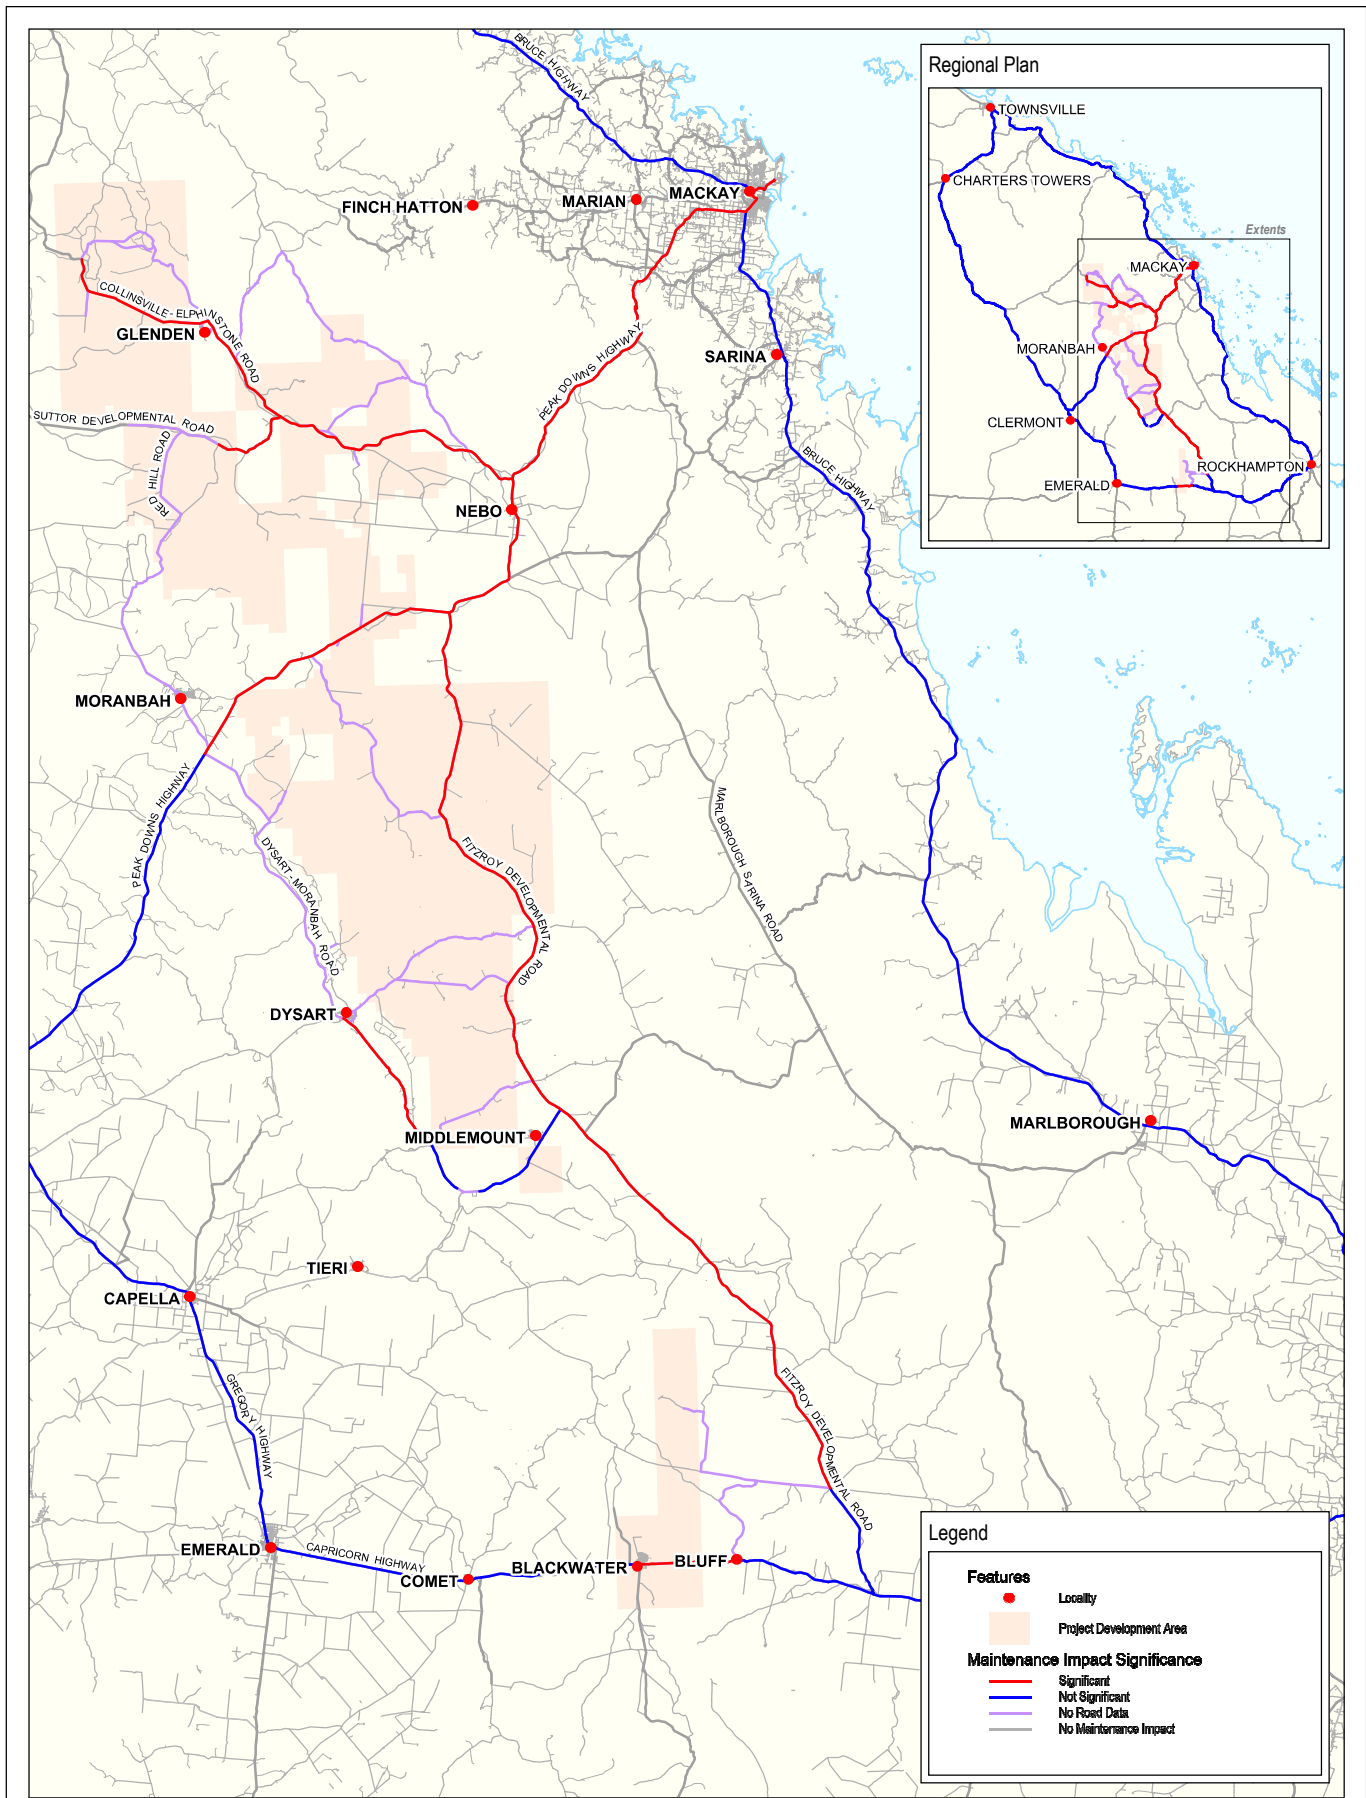 BRUCE HIGHWAY
Regional Plan
TOWNSVILLE
CHARTERS TOWERS
Extents
MACKAY
MORANBAH
CLERMONT
ROCKHAMPTON
EMERALD
FINCH HATTON
MARIAN
MACKAY
COLLINSVILLE-ELPHINSTONE ROAD
GLENDEN
PEAK DOWNS HIGHWAY
SARINA
SUTTOR DEVELOPMENTAL ROAD
RED HILL ROAD
BRUCE HIGHWAY
NEBO
MORANBAH
PEAK DOWNS HIGHWAY
MARLBOROUGH SARINA ROAD
DYSART-MORANBAH ROAD
FITZROY DEVELOPMENTAL ROAD
DYSART
MIDDLEMOUNT
MARLBOROUGH
TIERI
CAPELLA
GREGORY HIGHWAY
FITZROY DEVELOPMENTAL ROAD
EMERALD
CAPRICORN HIGHWAY
COMET
BLACKWATER
BLUFF
Legend
Features
Locality
Project Development Area
Maintenance Impact Significance
Significant
Not Significant
No Road Data
No Maintenance Impact